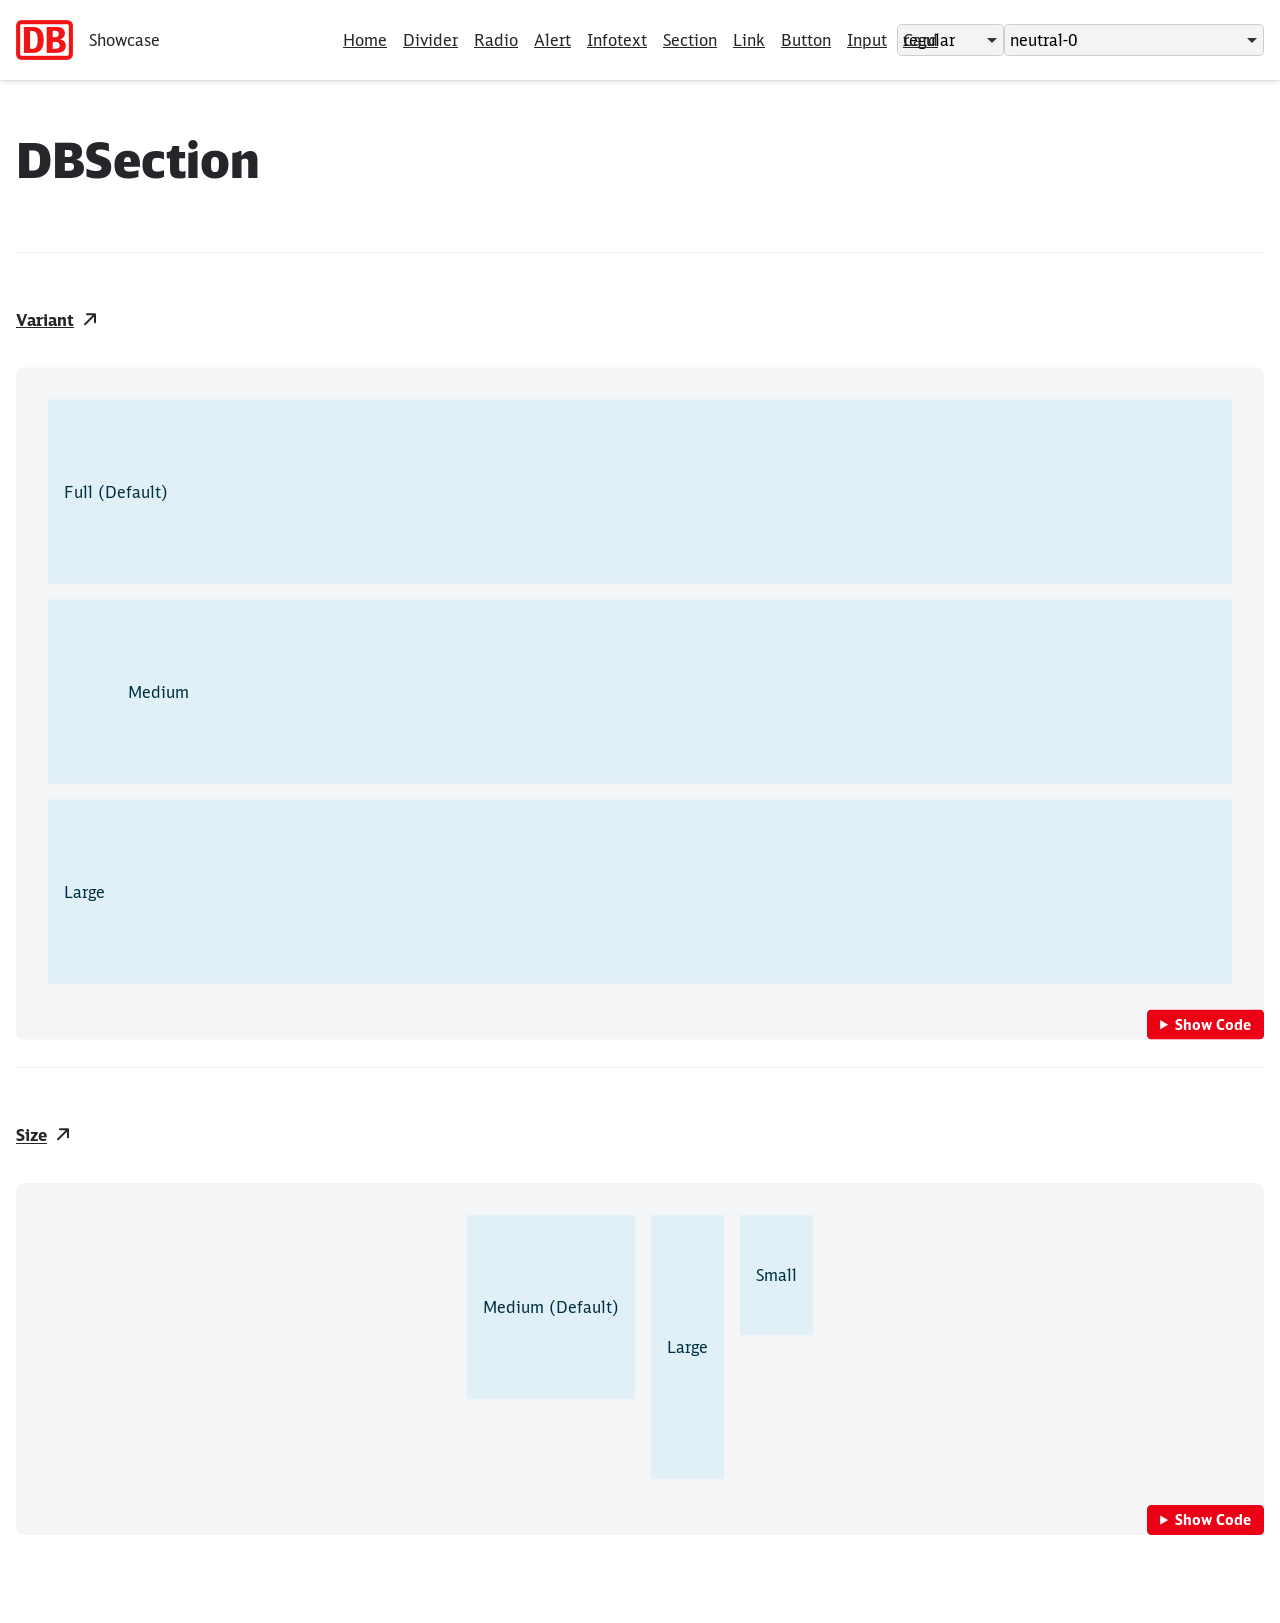 DB Showcase Home Divider Radio Alert Infotext Section Link Button Input Card regular neutral-0
DBSection
Variant
Full (Default)
Medium
Large
Show Code
Size
Medium (Default)
Large
Small
Show Code